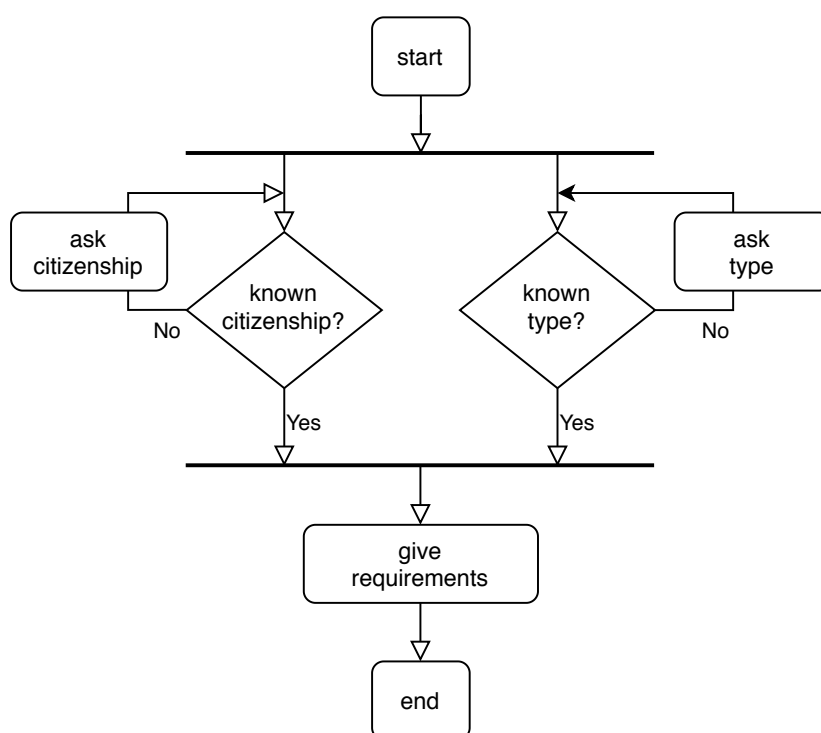 start
ask
citizenship
ask
type
known
citizenship?
known
type?
No
No
Yes
Yes
give
requirements
end